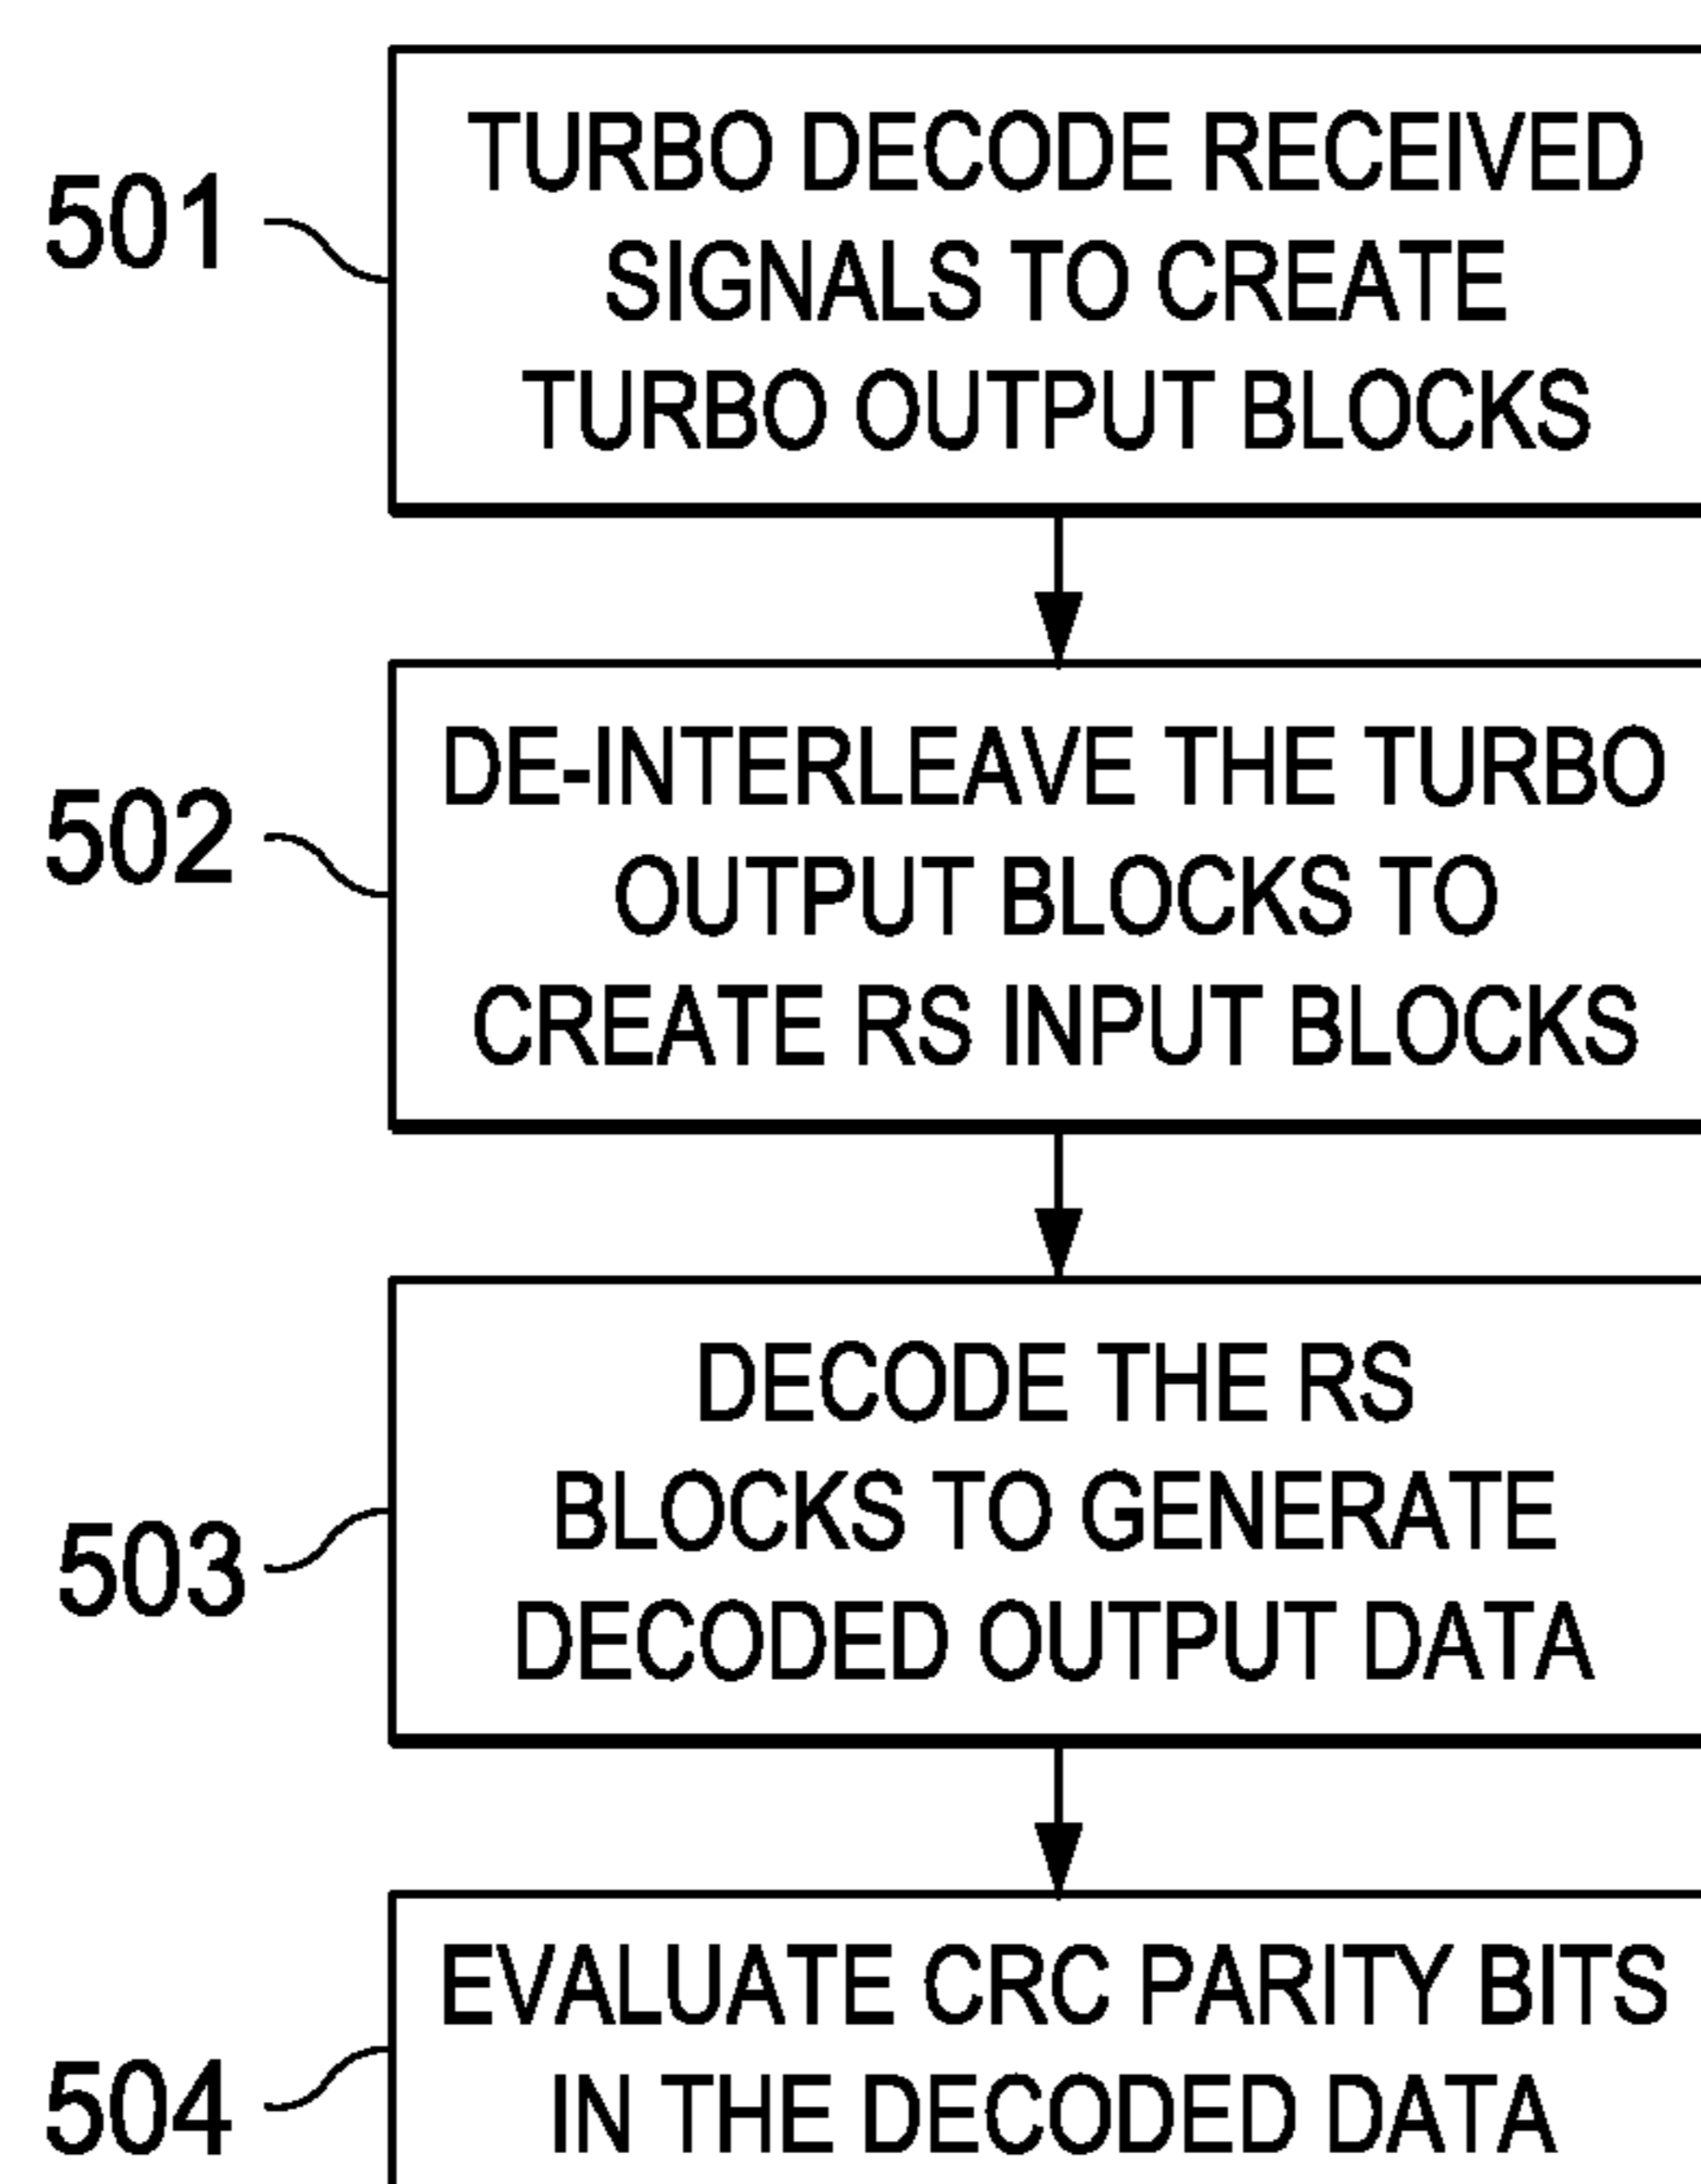 501
TURBO DECODE RECEIVED
SIGNALS TO CREATE
TURBO OUTPUT BLOCKS
502
DE-INTERLEAVE THE TURBO
OUTPUT BLOCKS TO
CREATE RS INPUT BLOCKS
503
DECODE THE RS
BLOCKS TO GENERATE
DECODED OUTPUT DATA
504
EVALUATE CRC PARITY BITS
IN THE DECODED DATA